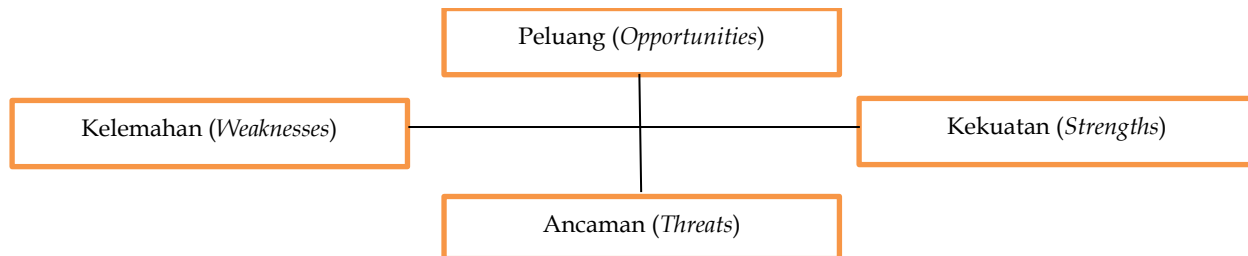 Peluang (Opportunities)
Kelemahan (Weaknesses)
Kekuatan (Strengths)
Ancaman (Threats)